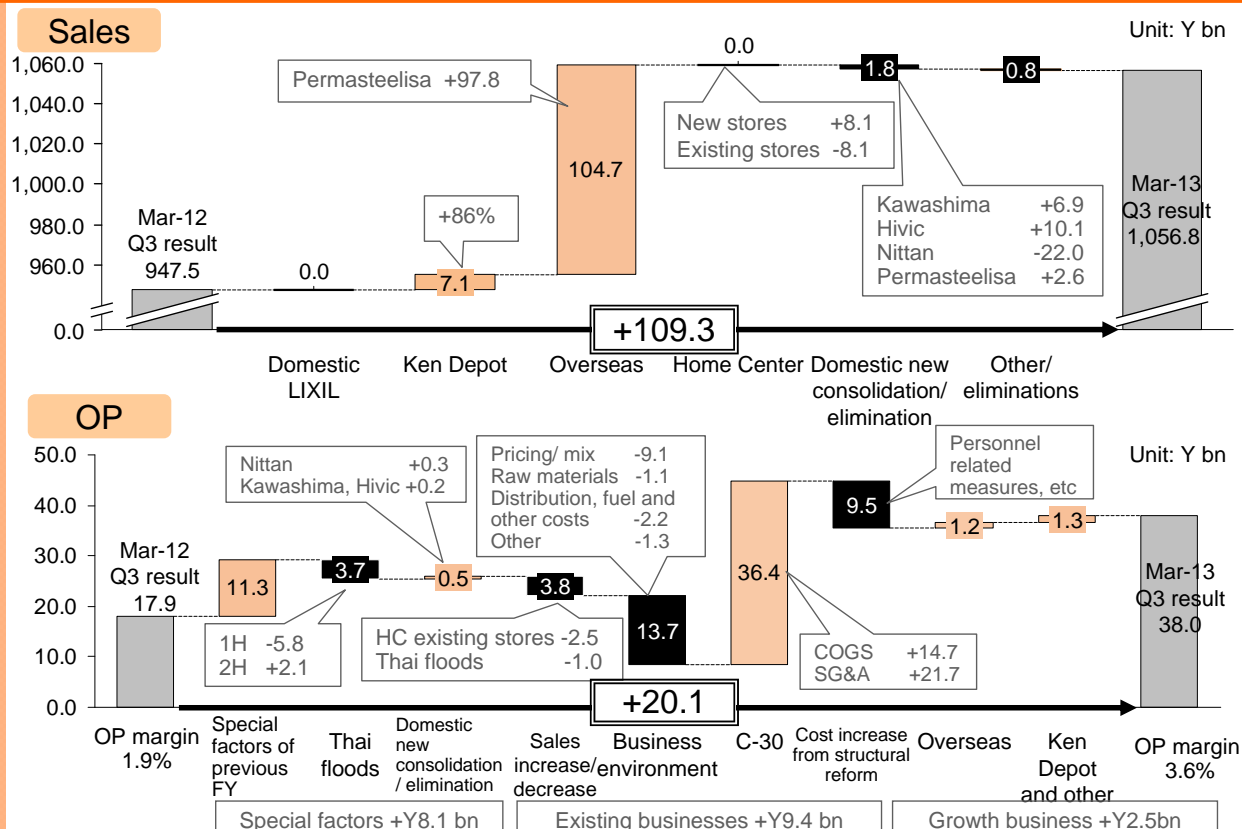 Sales
Unit: Y bn
1,060.0
1,040.0
1,020.0
1,000.0
980.0
960.0
0.0
Mar-12
Q3 result
947.5
0.0
+86%
7.1
Permasteelisa +97.8
104.7
0.0
New stores +8.1
Existing stores -8.1
1.8
Kawashima +6.9
Hivic +10.1
Nittan -22.0
Permasteelisa +2.6
0.8
Mar-13
Q3 result
1,056.8
+109.3
Domestic
LIXIL
Ken Depot
Overseas
Home Center
Domestic new
consolidation/
elimination
Other/
eliminations
OP
Unit: Y bn
50.0
40.0
30.0
20.0
10.0
0.0
Mar-12
Q3 result
17.9
11.3
3.7
1H -5.8
2H +2.1
Nittan +0.3
Kawashima, Hivic +0.2
0.5
3.8
HC existing stores -2.5
Thai floods -1.0
Pricing/ mix -9.1
Raw materials -1.1
Distribution, fuel and
other costs -2.2
Other -1.3
13.7
36.4
COGS +14.7
SG&A +21.7
9.5
Personnel
related
measures, etc
1.2
1.3
Mar-13
Q3 result
38.0
+20.1
OP margin
1.9%
Special
factors of
previous
FY
Thai
floods
Domestic
new
consolidation
/ elimination
Sales
increase/
decrease
Business
environment
C-30
Cost increase
from structural
reform
Overseas
Ken
Depot
and other
OP margin
3.6%
Special factors +Y8.1 bn
Existing businesses +Y9.4 bn
Growth business +Y2.5bn